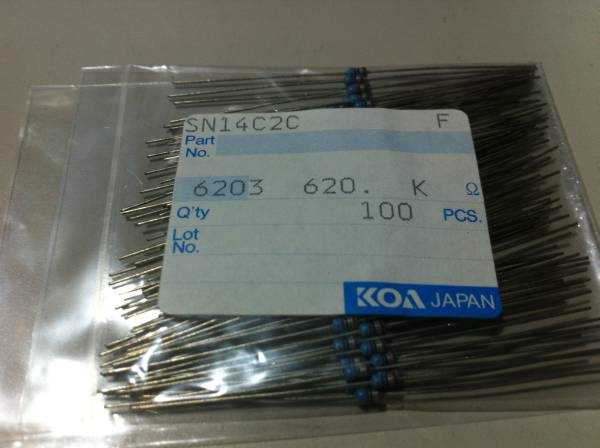 SN14C2C F
Part
No.
6203 620. K Ω
Q'ty 100 PCS.
Lot
No.
KOA JAPAN